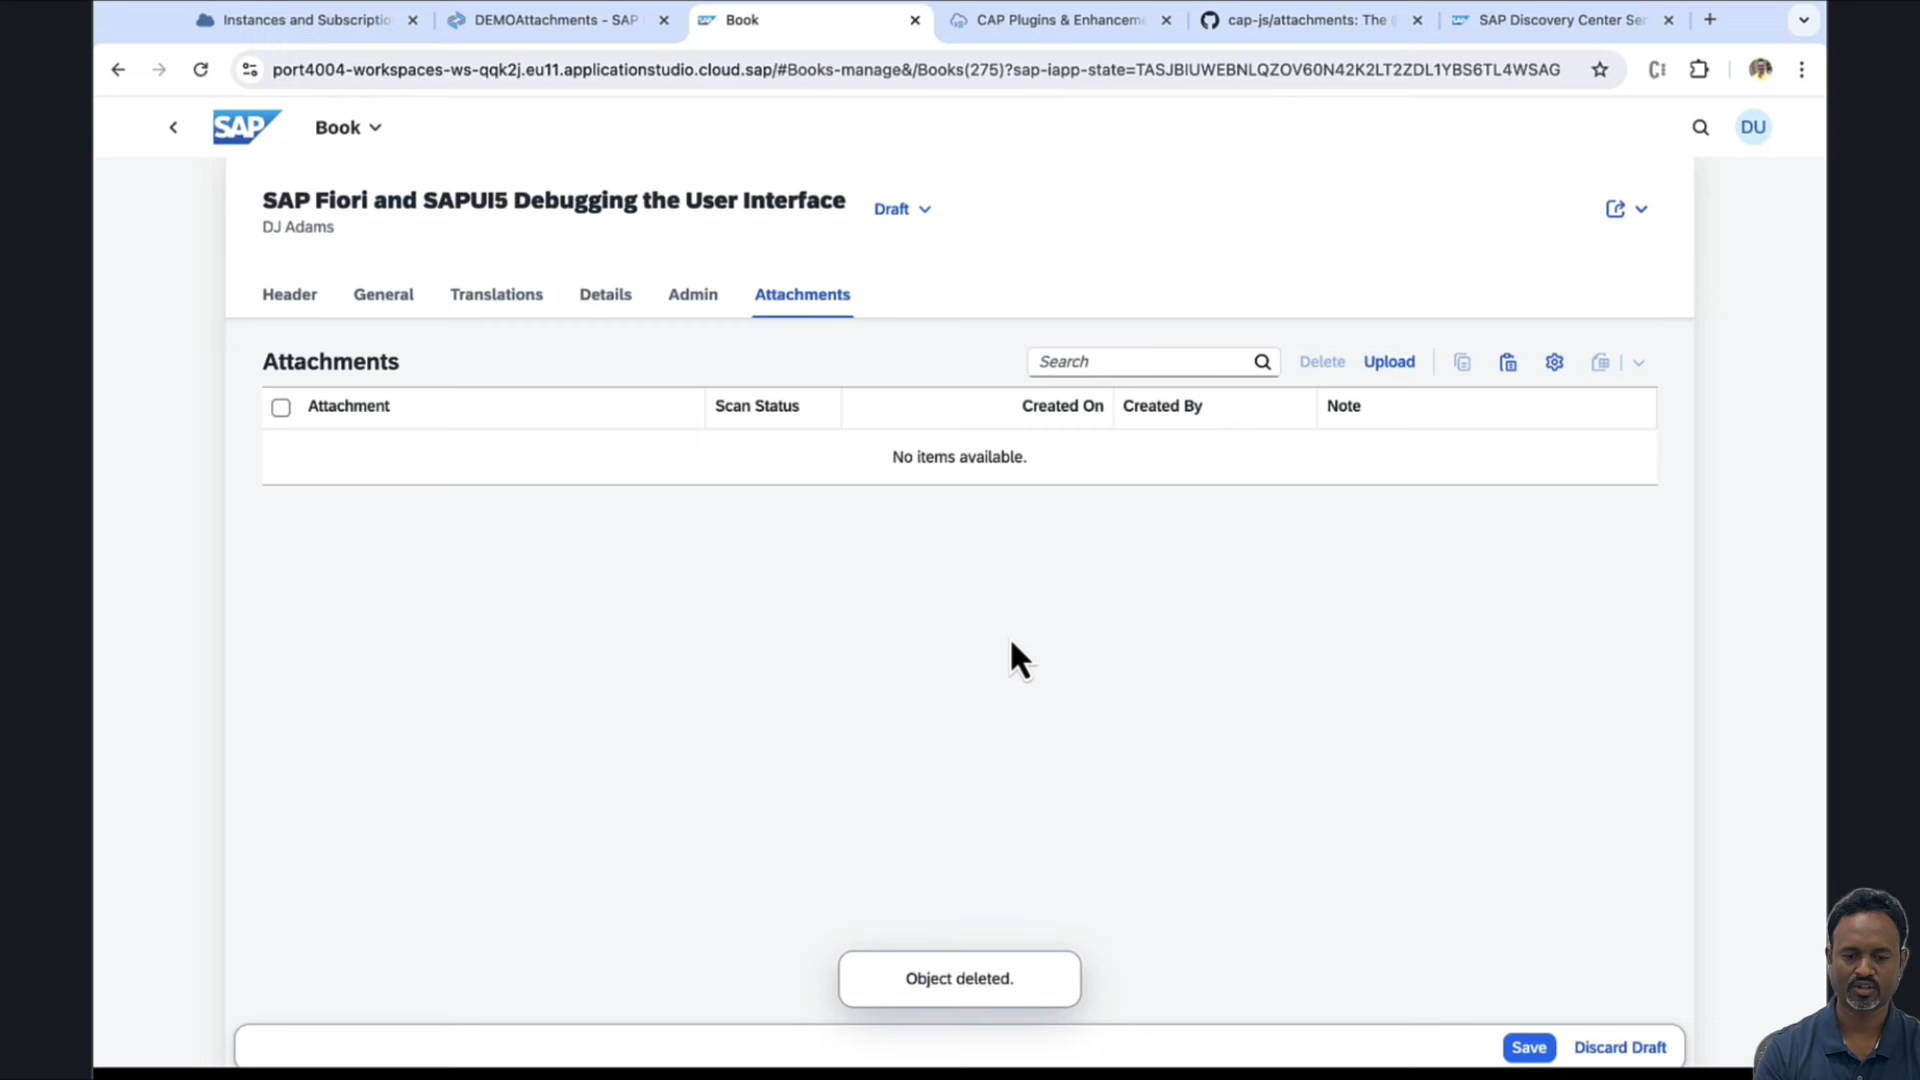 Instances and Subscriptio
DEMOAttachments - SAP
Book
CAP Plugins & Enhancem
cap-js/attachments: The
SAP Discovery Center Ser
port4004-workspaces-ws-qqk2j.eu11.applicationstudio.cloud.sap/#Books-manage&/Books(275)?sap-iapp-state=TASJBIUWEBNLQZOV60N42K2LT2ZDL1YBS6TL4WSAG
SAP
Book
DU
SAP Fiori and SAPUI5 Debugging the User Interface
Draft
DJ Adams
Header General Translations Details Admin Attachments
Attachments
Search
Delete
Upload
Attachment Scan Status Created On Created By Note
No items available.
Object deleted.
Save
Discard Draft